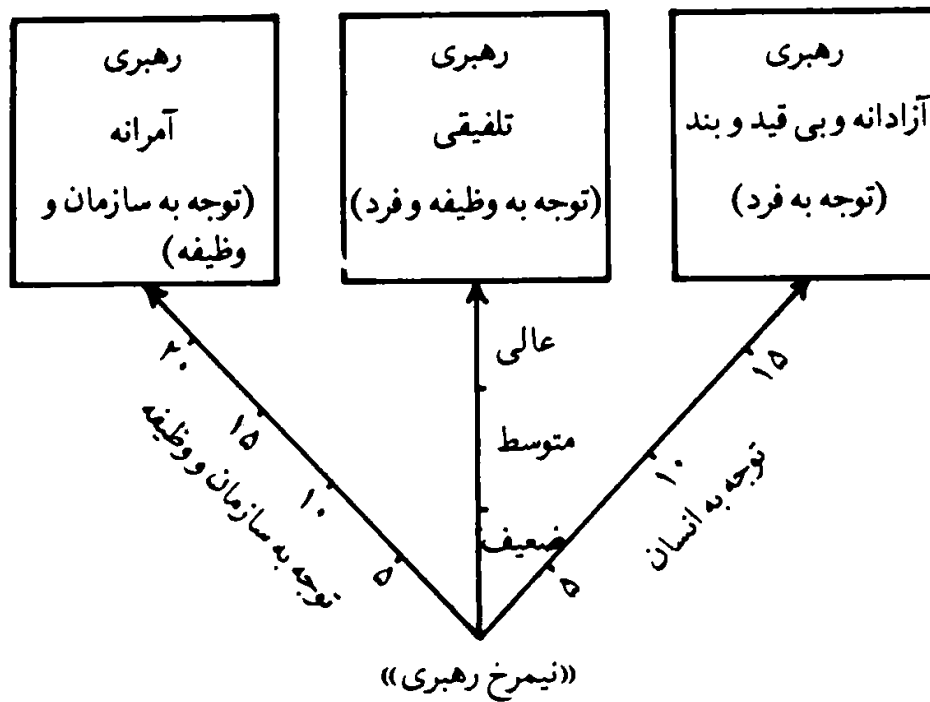 رهبری
آزادانه و بی قید و بند
(توجه به فرد)
رهبری
تلفیقی
(توجه به وظیفه و فرد)
رهبری
آمرانه
(توجه به سازمان و
وظیفه)
۱۵
۱۰
۵
توجه به انسان
عالی
متوسط
ضعیف
۲۰
۱۵
۱۰
۵
توجه به سازمان و وظیفه
«نیمرخ رهبری»